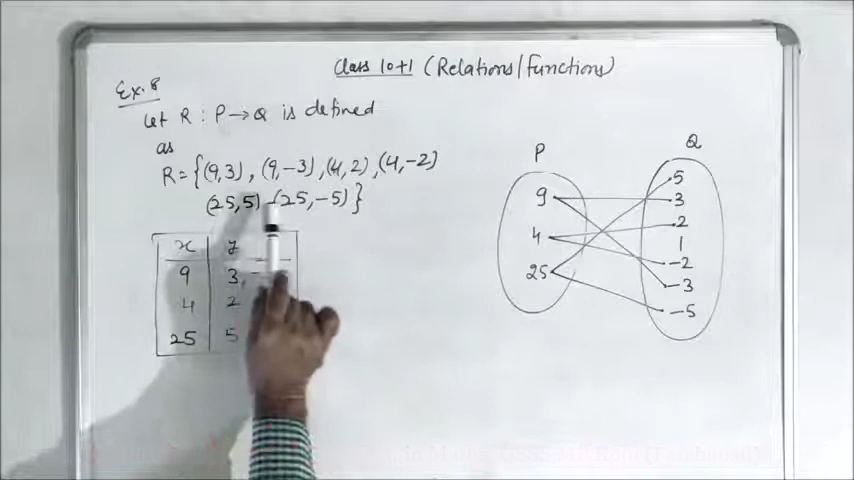 Class 10+1 (Relations/Functions)
Ex. 8
Let R : P → Q is defined
as
R = {(9,3), (9,-3), (4,2), (4,-2)
(25,5) (25,-5)}
x y
9 3,
4 2
25 5
P
9
4
25
Q
5
3
2
1
-2
-3
-5